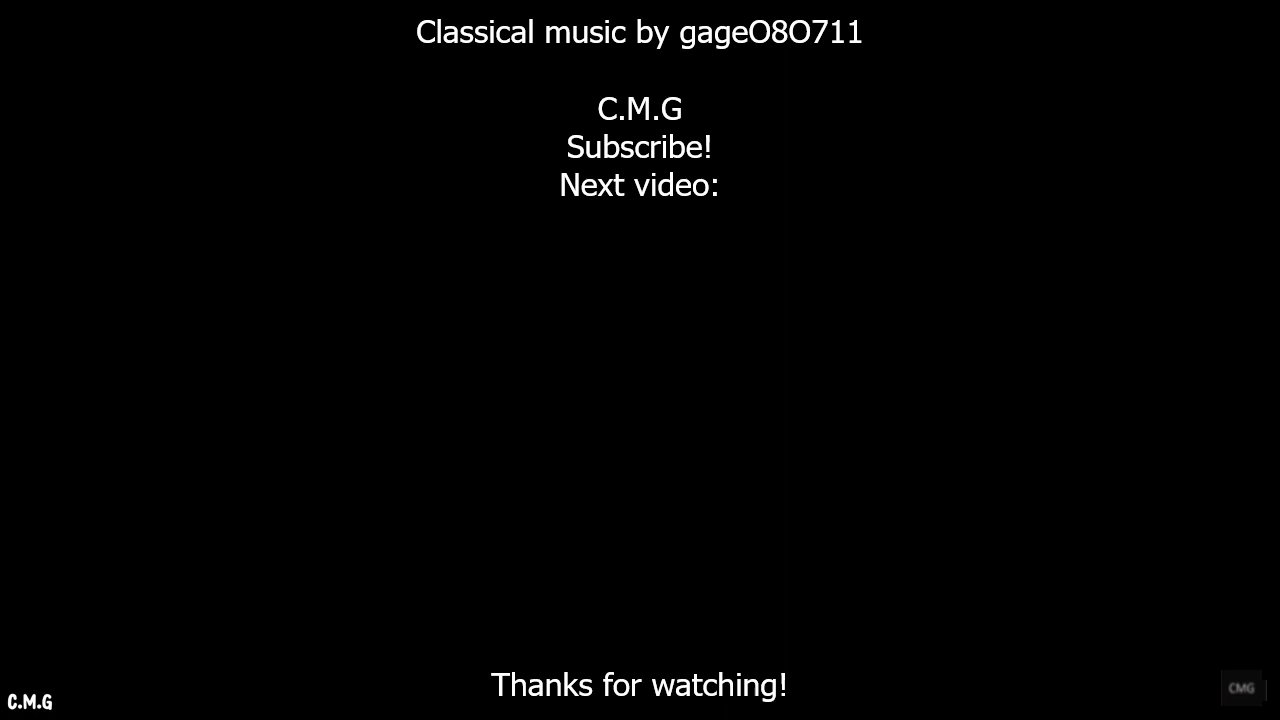 Classical music by gageO8O711
C.M.G
Subscribe!
Next video:
Thanks for watching!
C.M.G
CMG